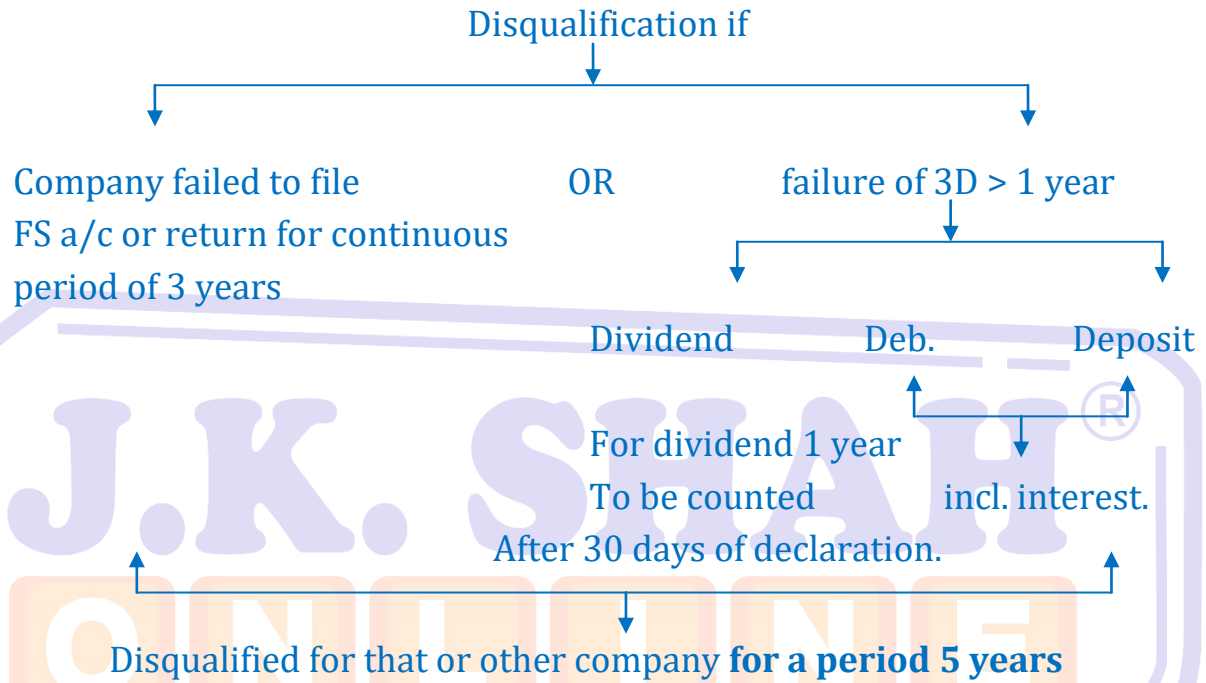 Disqualification if
Company failed to file OR failure of 3D > 1 year
FS a/c or return for continuous
period of 3 years
Dividend Deb. Deposit
J.K. SHAH®
For dividend 1 year
To be counted incl. interest.
After 30 days of declaration.
ONLINE
Disqualified for that or other company for a period 5 years